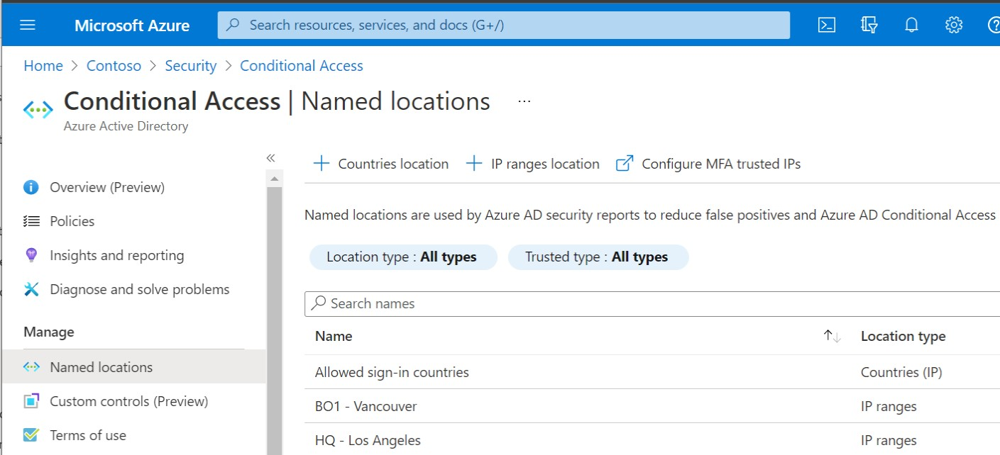 Microsoft Azure
Search resources, services, and docs (G+/)
Home > Contoso > Security > Conditional Access
Conditional Access | Named locations ...
Azure Active Directory
«
Overview (Preview)
Policies
Insights and reporting
Diagnose and solve problems
Manage
Named locations
Custom controls (Preview)
Terms of use
+ Countries location + IP ranges location Configure MFA trusted IPs
Named locations are used by Azure AD security reports to reduce false positives and Azure AD Conditional Access
Location type : All types Trusted type : All types
Search names
Name ↑↓ Location type
Allowed sign-in countries Countries (IP)
BO1 - Vancouver IP ranges
HQ - Los Angeles IP ranges